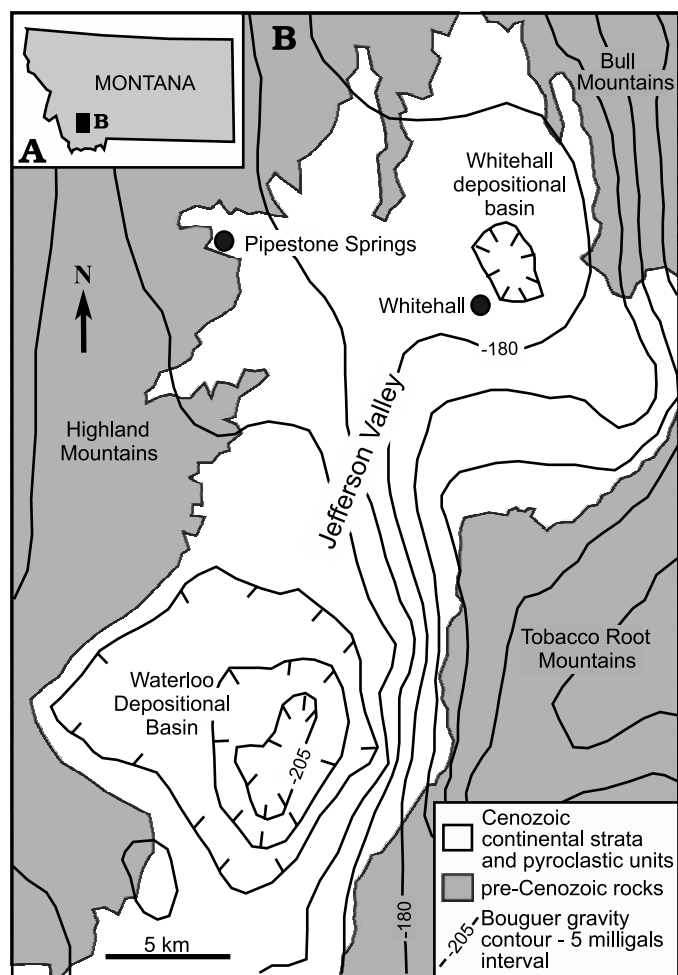 MONTANA
B
A
B
Bull
Mountains
Whitehall
depositional
basin
Pipestone Springs
N
Whitehall
-180
Jefferson Valley
Highland
Mountains
Tobacco Root
Mountains
Waterloo
Depositional
Basin
-205
Cenozoic
continental strata
and pyroclastic units
pre-Cenozoic rocks
-205
Bouguer gravity
contour - 5 milligals
interval
-180
5 km